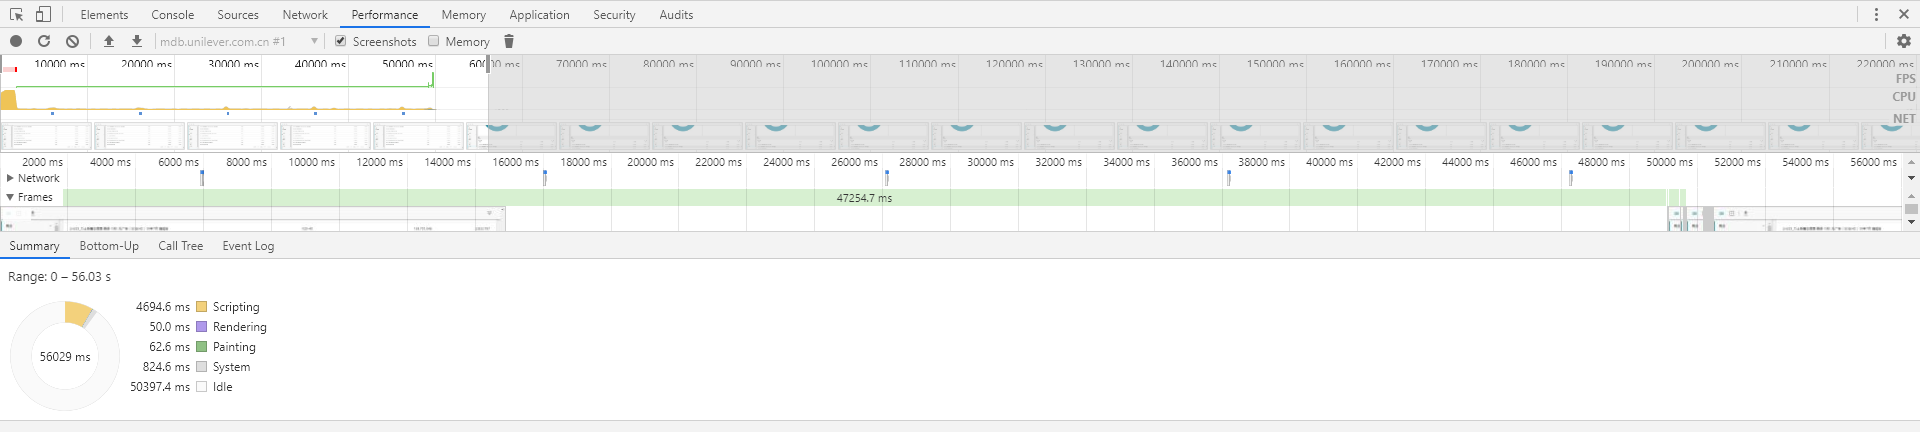 Elements Console Sources Network Performance Memory Application Security Audits
mdb.unilever.com.cn #1 Screenshots Memory
10000 ms 20000 ms 30000 ms 40000 ms 50000 ms ms 70000 ms 80000 ms 90000 ms 100000 ms 110000 ms 120000 ms 130000 ms 140000 ms 150000 ms 160000 ms 170000 ms 180000 ms 190000 ms 200000 ms 210000 ms 220000 ms
FPS
CPU
NET
2000 ms 4000 ms 6000 ms 8000 ms 10000 ms 12000 ms 14000 ms 16000 ms 18000 ms 20000 ms 22000 ms 24000 ms 26000 ms 28000 ms 30000 ms 32000 ms 34000 ms 36000 ms 38000 ms 40000 ms 42000 ms 44000 ms 46000 ms 48000 ms 50000 ms 52000 ms 54000 ms 56000 ms
Network
Frames 47254.7 ms
Summary Bottom-Up Call Tree Event Log
Range: 0 – 56.03 s
4694.6 ms Scripting
50.0 ms Rendering
62.6 ms Painting
824.6 ms System
50397.4 ms Idle
56029 ms